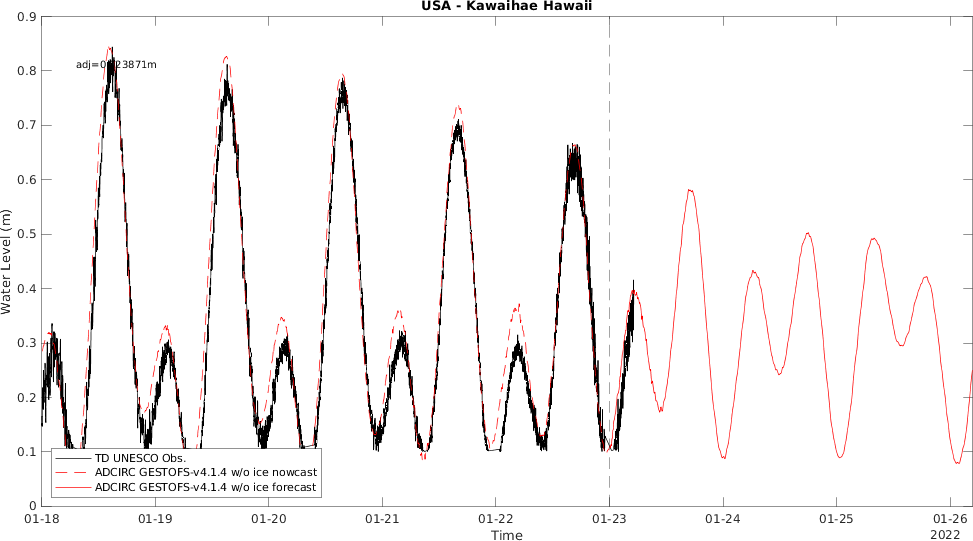 USA - Kawaihae Hawaii
0.9
0.8
0.7
0.6
0.5
0.4
0.3
0.2
0.1
0
Water Level (m)
TD UNESCO Obs.
ADCIRC GESTOFS-v4.1.4 w/o ice nowcast
ADCIRC GESTOFS-v4.1.4 w/o ice forecast
01-18 01-19 01-20 01-21 01-22 01-23 01-24 01-25 01-26
Time
2022